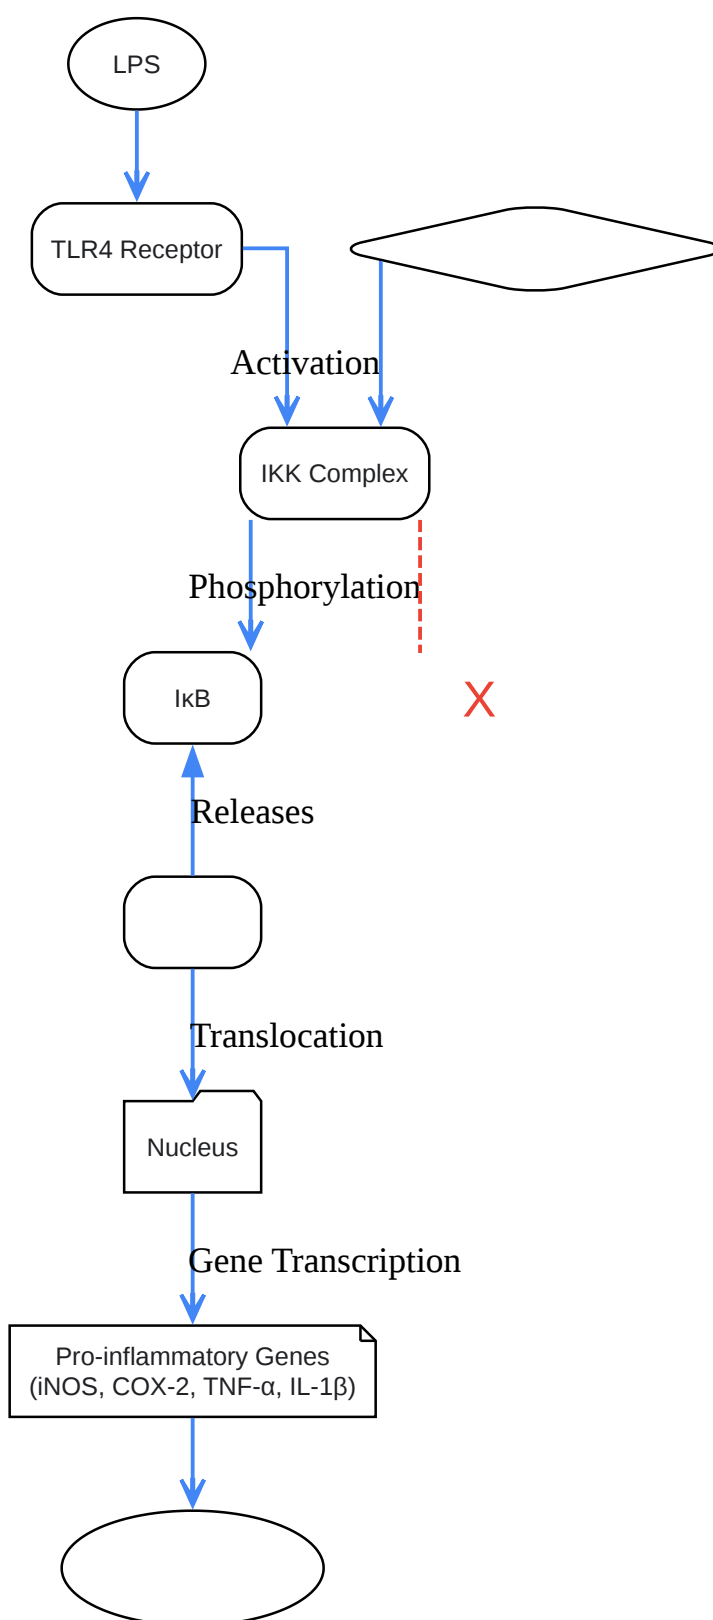 LPS
TLR4 Receptor
Activation
IKK Complex
Phosphorylation
IκB
X
Releases
Translocation
Nucleus
Gene Transcription
Pro-inflammatory Genes
(iNOS, COX-2, TNF-α, IL-1β)